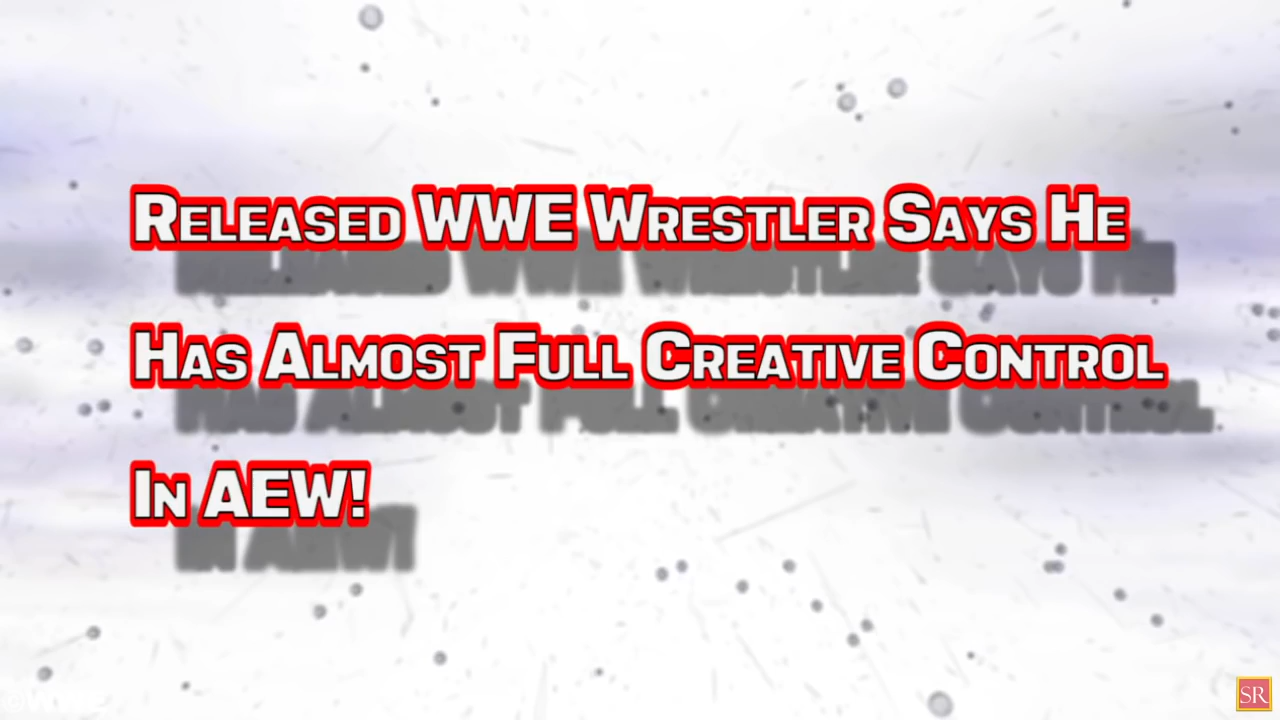 Released WWE Wrestler Says He
Has Almost Full Creative Control
In AEW!
SR